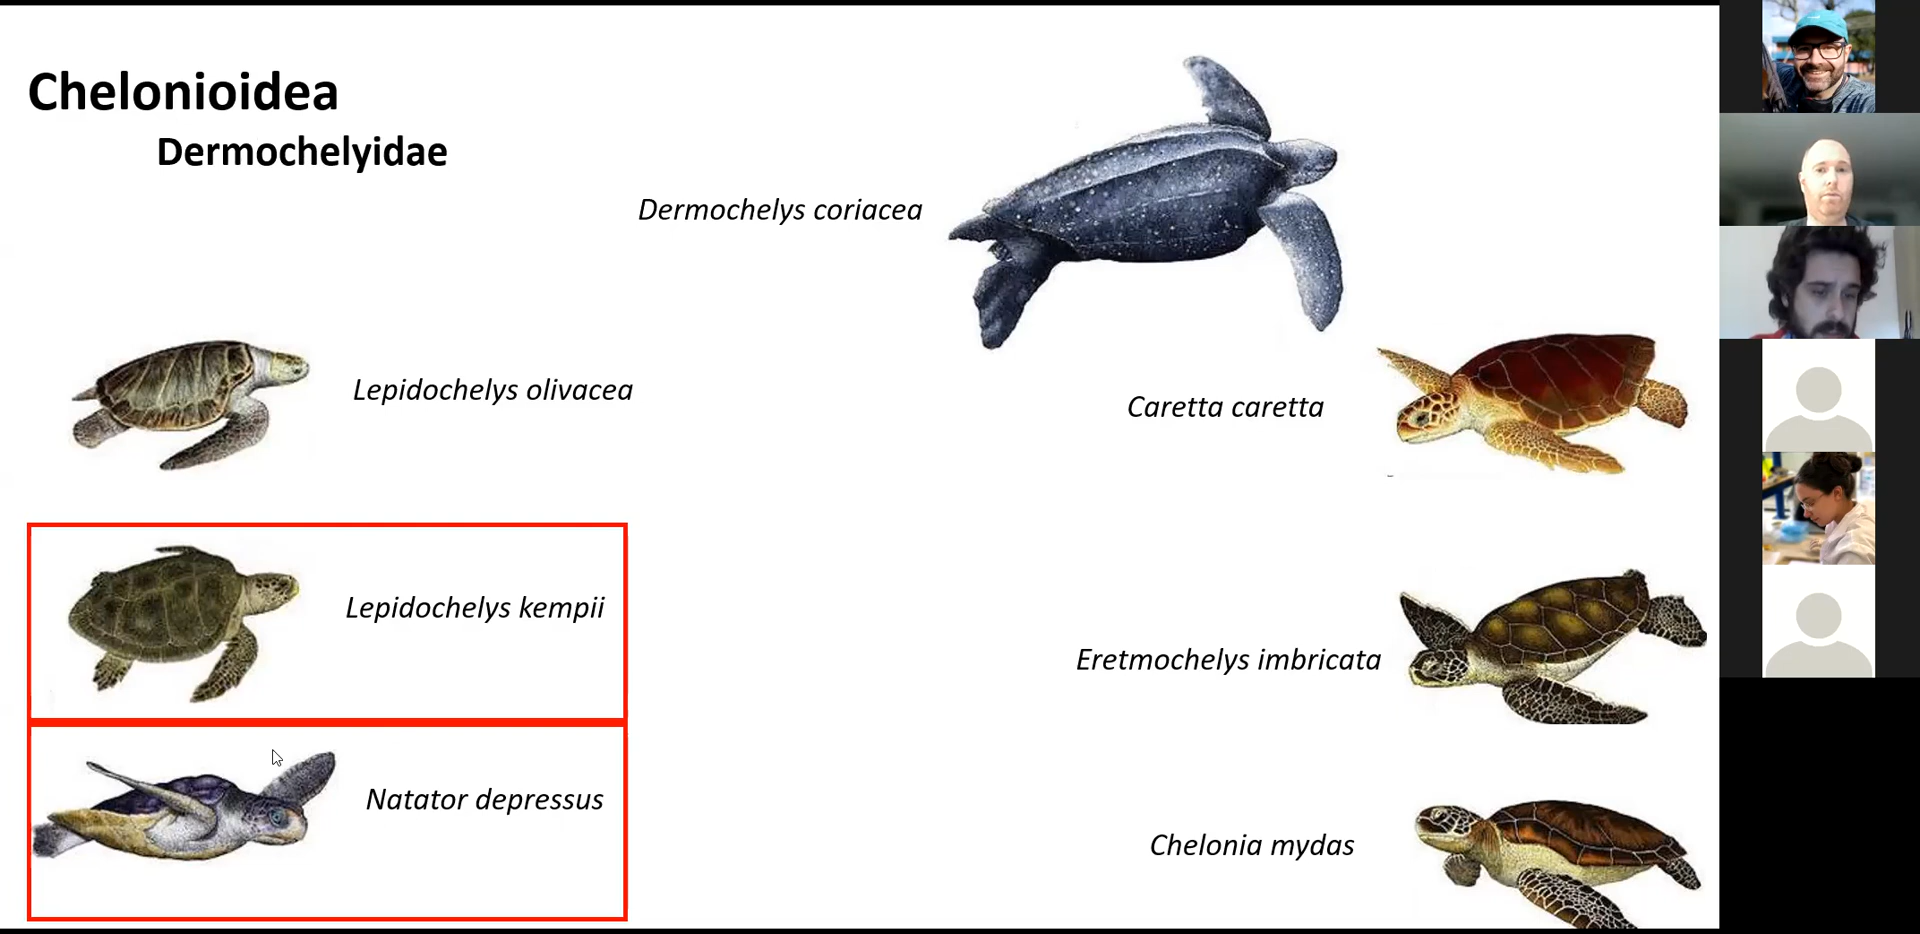 Chelonioidea
Dermochelyidae
Dermochelys coriacea
Lepidochelys olivacea
Caretta caretta
Lepidochelys kempii
Eretmochelys imbricata
Natator depressus
Chelonia mydas